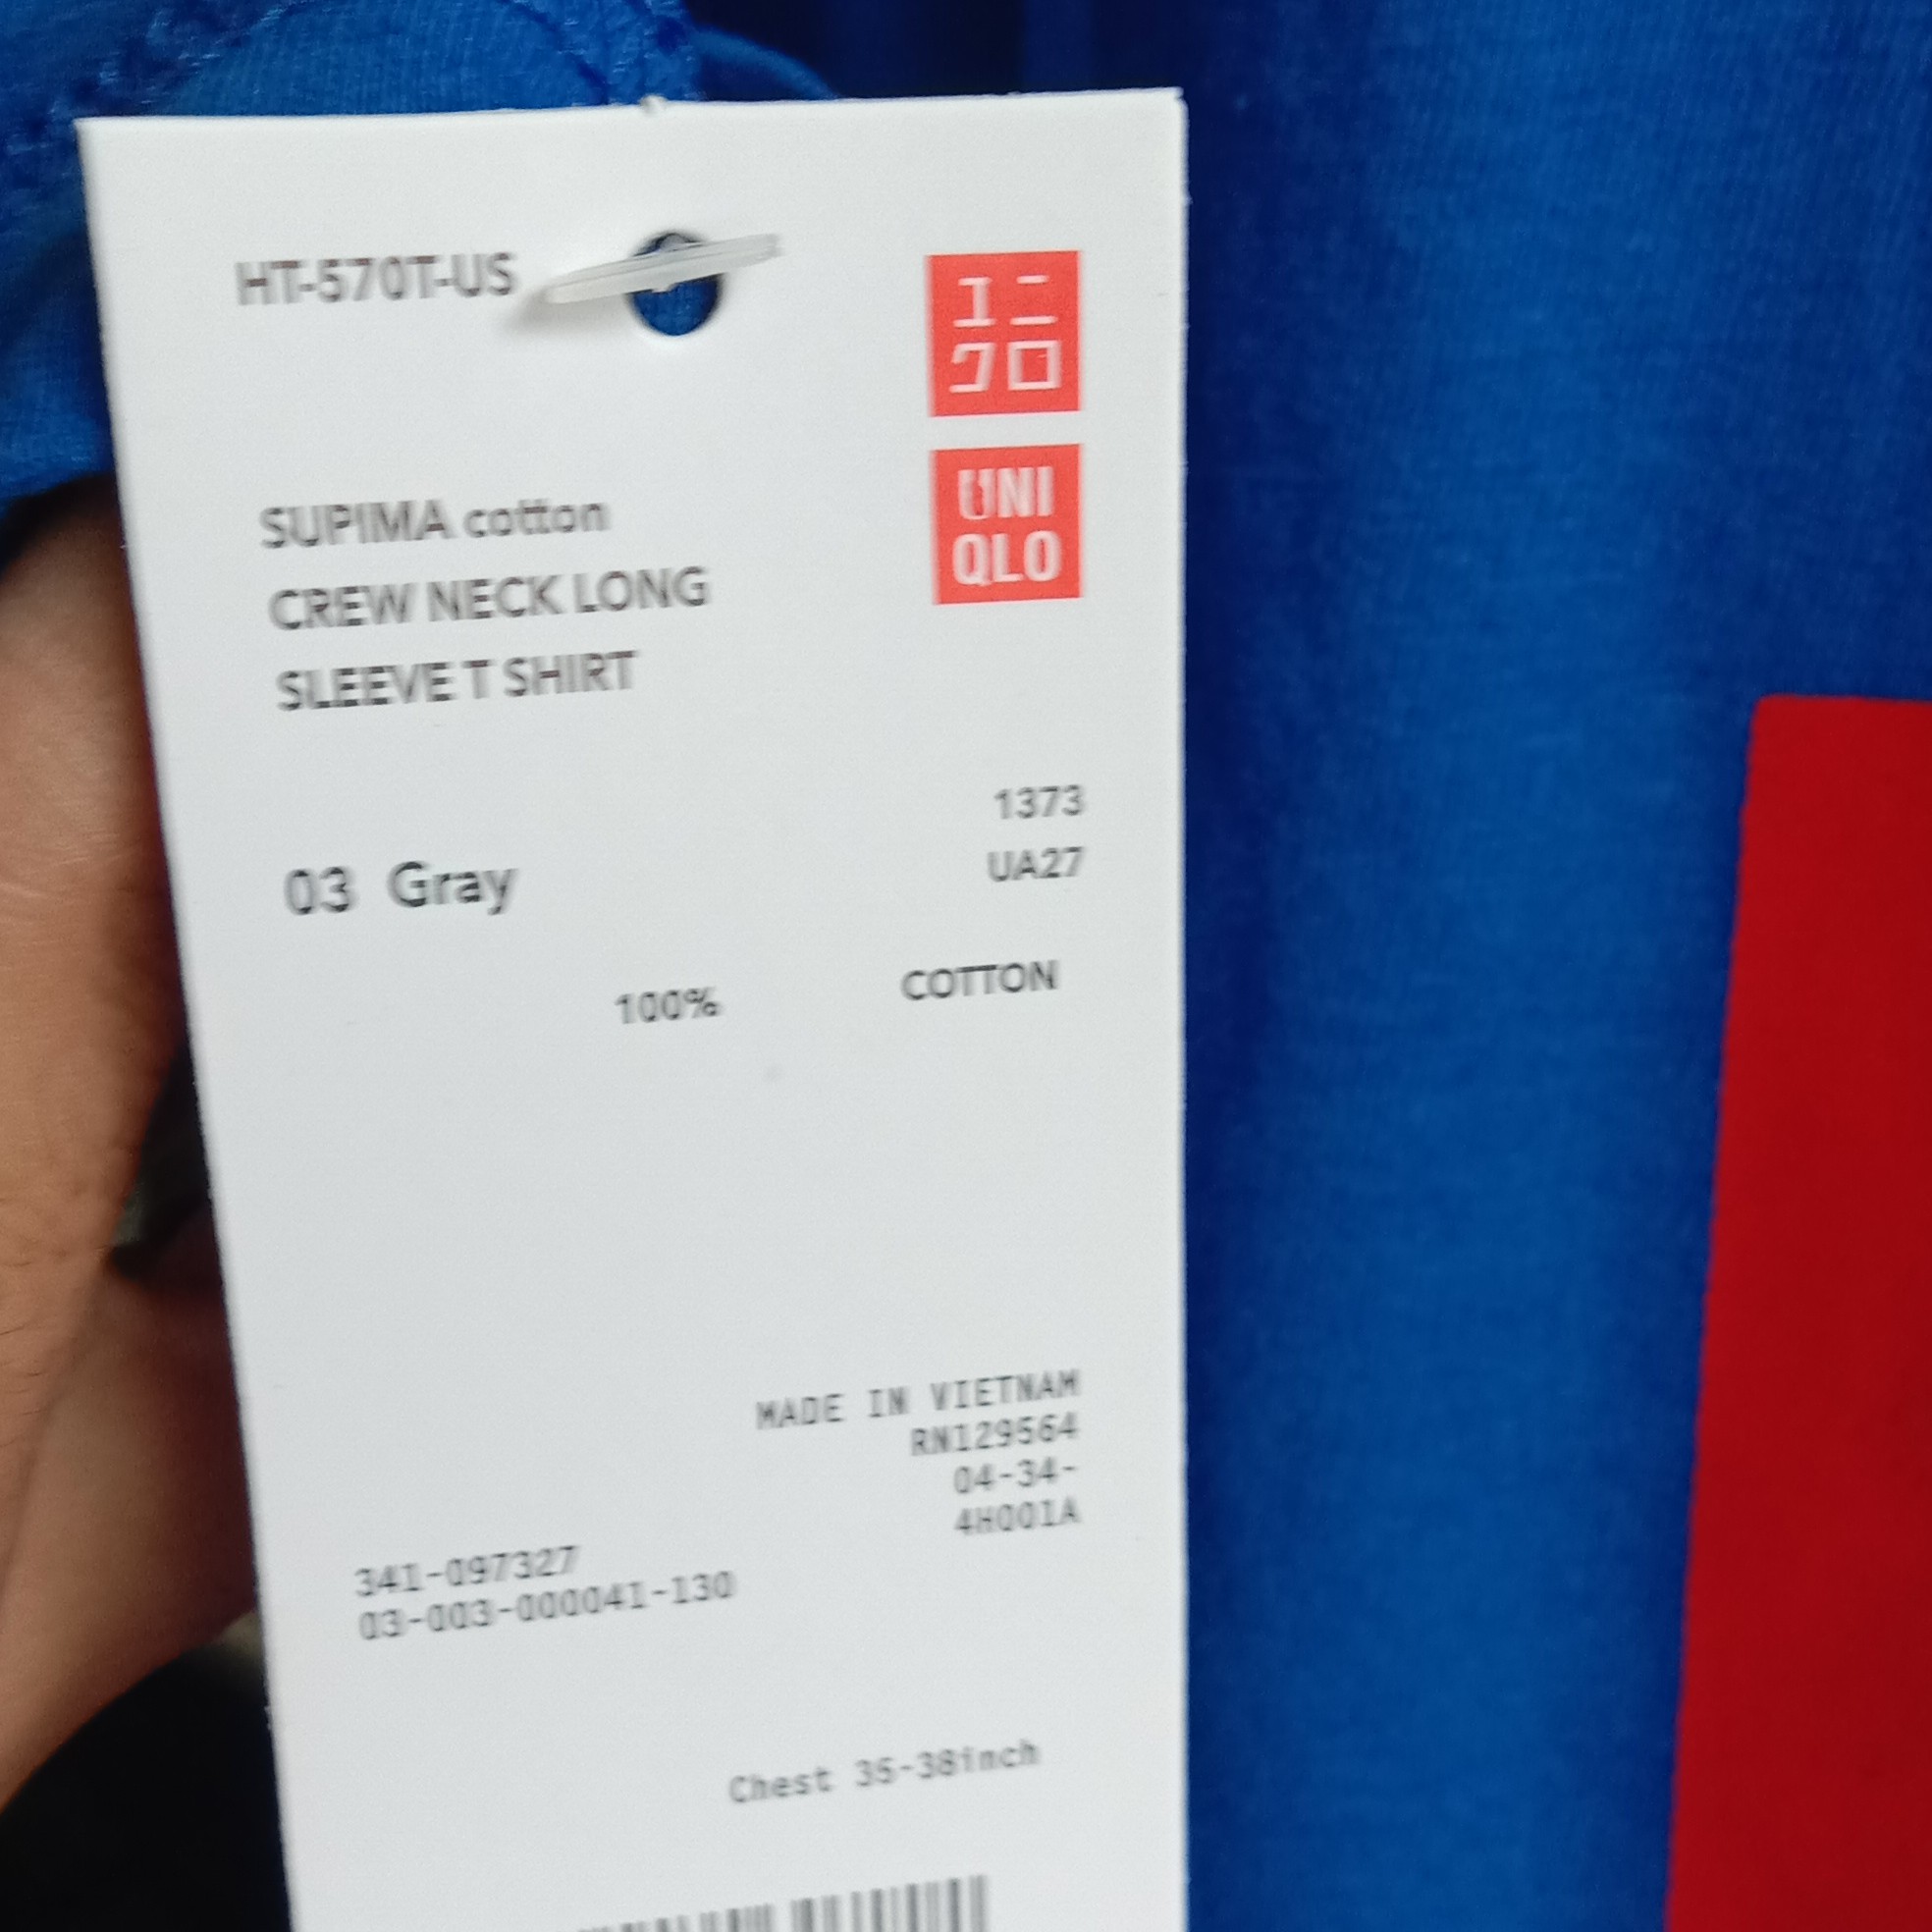 HT-570T-US
ユニ
クロ
UNI
QLO
SUPIMA cotton
CREW NECK LONG
SLEEVE T SHIRT
1373
UA27
03 Gray
100% COTTON
MADE IN VIETNAM
RN129564
04-34-
4H001A
341-097327
03-003-000041-130
Chest 35-38inch